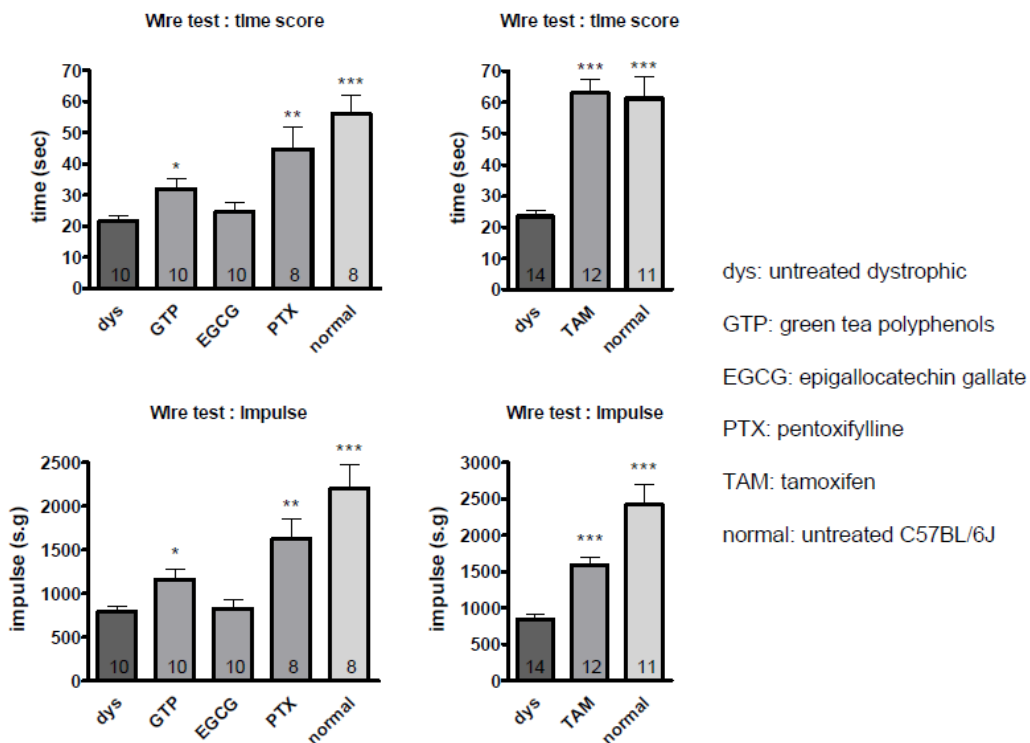 Wire test : time score
70
60
50
40
30
20
10
0
time (sec)
*
**
***
10
10
10
8
8
dys
GTP
EGCG
PTX
normal
Wire test : time score
70
60
50
40
30
20
10
0
time (sec)
***
***
14
12
11
dys
TAM
normal
Wire test : Impulse
2500
2000
1500
1000
500
0
impulse (s.g)
*
**
***
10
10
10
8
8
dys
GTP
EGCG
PTX
normal
Wire test : Impulse
3000
2500
2000
1500
1000
500
0
impulse (s.g)
***
***
14
12
11
dys
TAM
normal
dys: untreated dystrophic
GTP: green tea polyphenols
EGCG: epigallocatechin gallate
PTX: pentoxifylline
TAM: tamoxifen
normal: untreated C57BL/6J